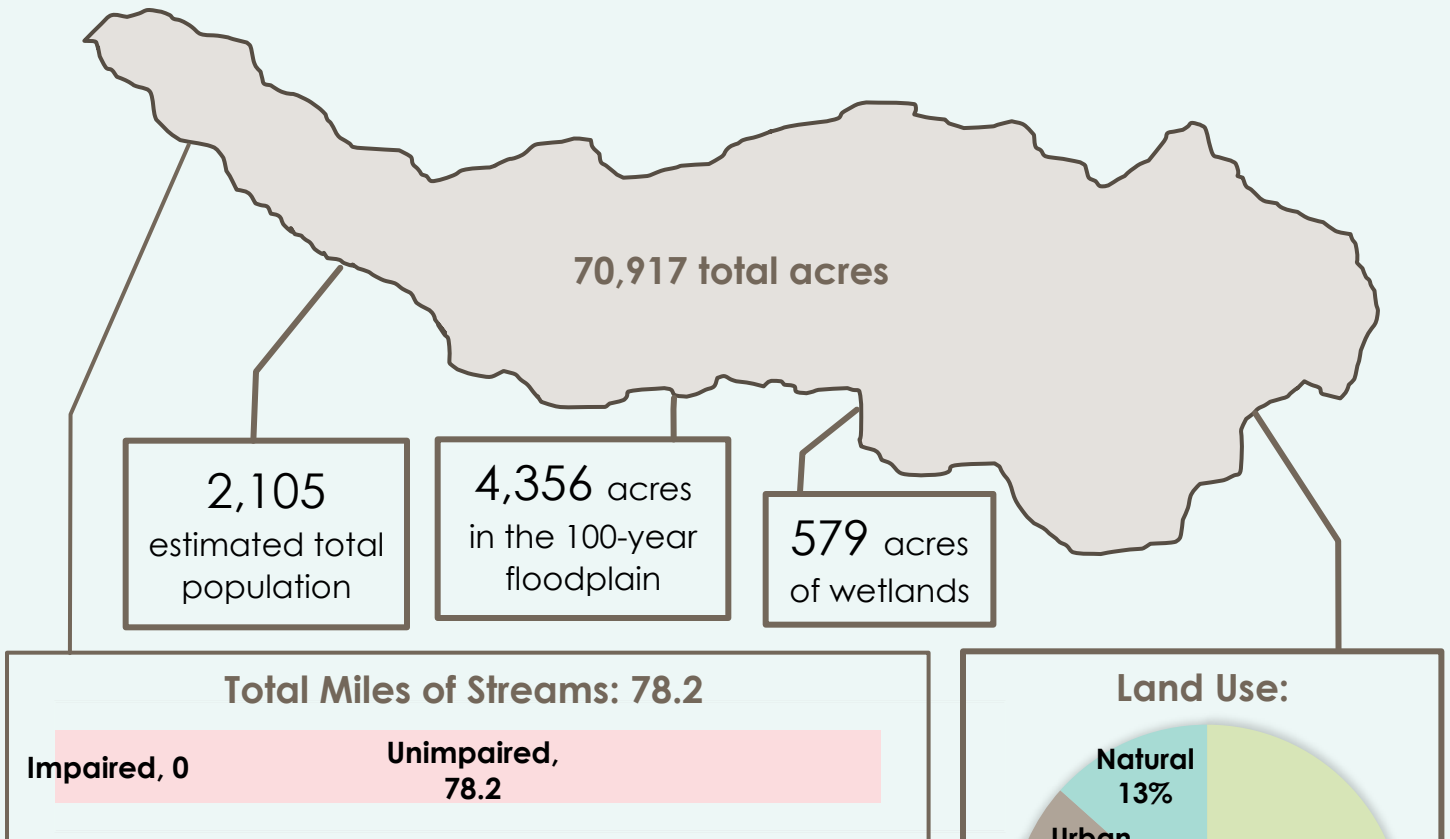 70,917 total acres
2,105
estimated total
population
4,356 acres
in the 100-year
floodplain
579 acres
of wetlands
Total Miles of Streams: 78.2
Impaired, 0
Unimpaired,
78.2
Land Use:
Natural
13%
Urban